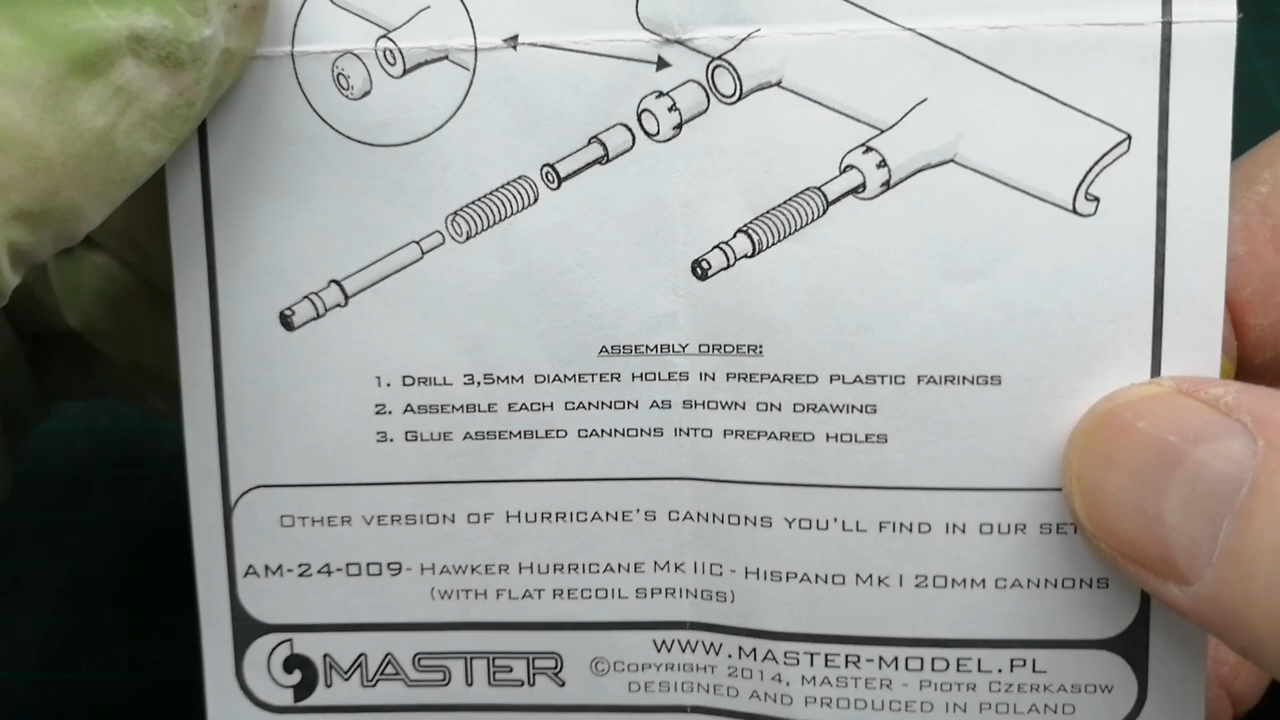 ASSEMBLY ORDER:
1. DRILL 3,5MM DIAMETER HOLES IN PREPARED PLASTIC FAIRINGS
2. ASSEMBLE EACH CANNON AS SHOWN ON DRAWING
3. GLUE ASSEMBLED CANNONS INTO PREPARED HOLES
OTHER VERSION OF HURRICANE'S CANNONS YOU'LL FIND IN OUR SET
AM-24-009- HAWKER HURRICANE MK IIC - HISPANO MK I 20MM CANNONS
(WITH FLAT RECOIL SPRINGS)
MASTER
WWW.MASTER-MODEL.PL
©COPYRIGHT 2014, MASTER - PIOTR CZERKASOW
DESIGNED AND PRODUCED IN POLAND